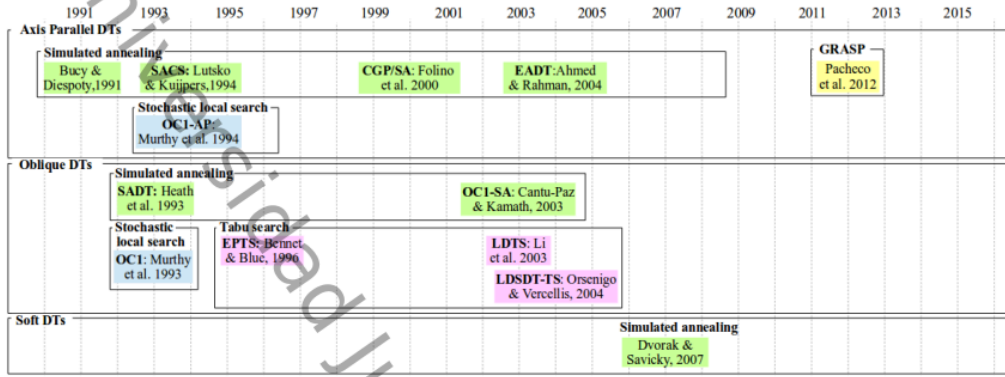 1991 1993 1995 1997 1999 2001 2003 2005 2007 2009 2011 2013 2015
Axis Parallel DTs
Simulated annealing
Bucy &
Diespoty,1991
SACS: Lutsko
& Kuijpers,1994
CGP/SA: Folino
et al. 2000
EADT:Ahmed
& Rahman, 2004
GRASP
Pacheco
et al. 2012
Stochastic local search
OC1-AP:
Murthy et al. 1994
Oblique DTs
Simulated annealing
SADT: Heath
et al. 1993
OC1-SA: Cantu-Paz
& Kamath, 2003
Stochastic
local search
OC1: Murthy
et al. 1993
Tabu search
EPTS: Bennet
& Blue, 1996
LDTS: Li
et al. 2003
LDSDT-TS: Orsenigo
& Vercellis, 2004
Soft DTs
Simulated annealing
Dvorak &
Savicky, 2007